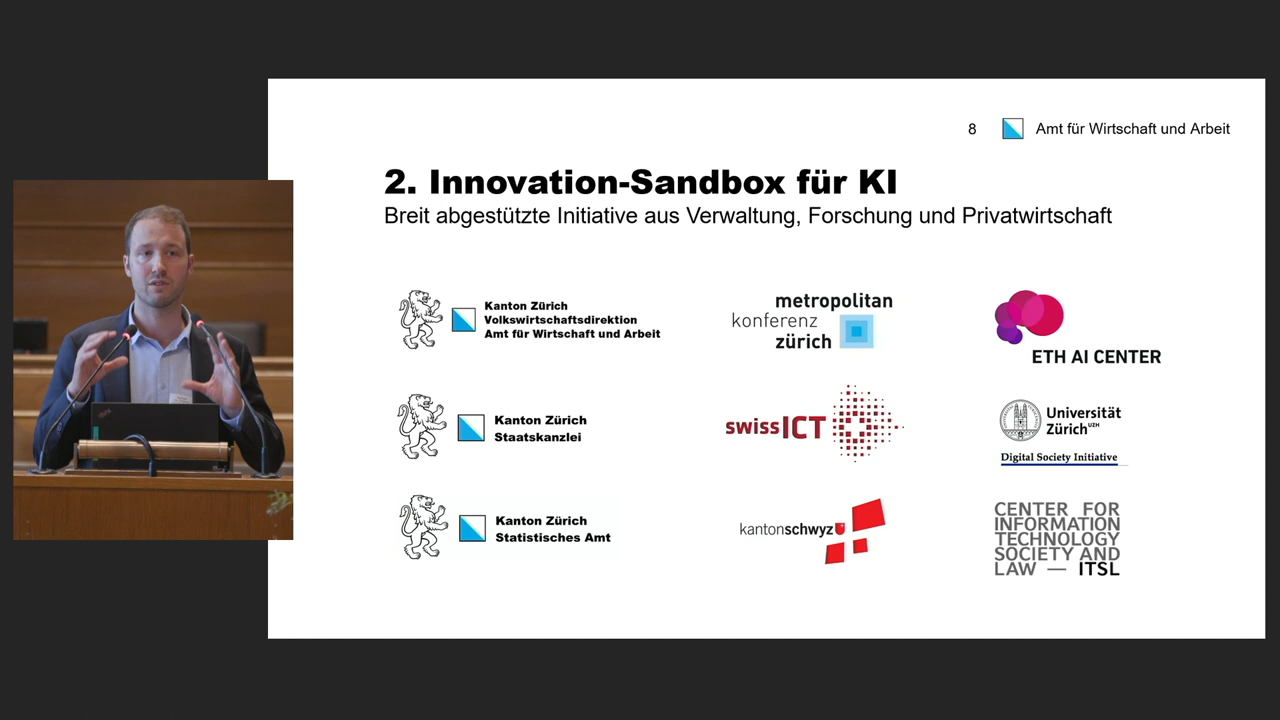 8 Amt für Wirtschaft und Arbeit
2. Innovation-Sandbox für KI
Breit abgestützte Initiative aus Verwaltung, Forschung und Privatwirtschaft
Kanton Zürich
Volkswirtschaftsdirektion
Amt für Wirtschaft und Arbeit
metropolitan
konferenz
zürich
ETH AI CENTER
Kanton Zürich
Staatskanzlei
swissICT
Universität
Zürich UZH
Digital Society Initiative
Kanton Zürich
Statistisches Amt
kantonschwyz
CENTER FOR
INFORMATION
TECHNOLOGY
SOCIETY AND
LAW — ITSL